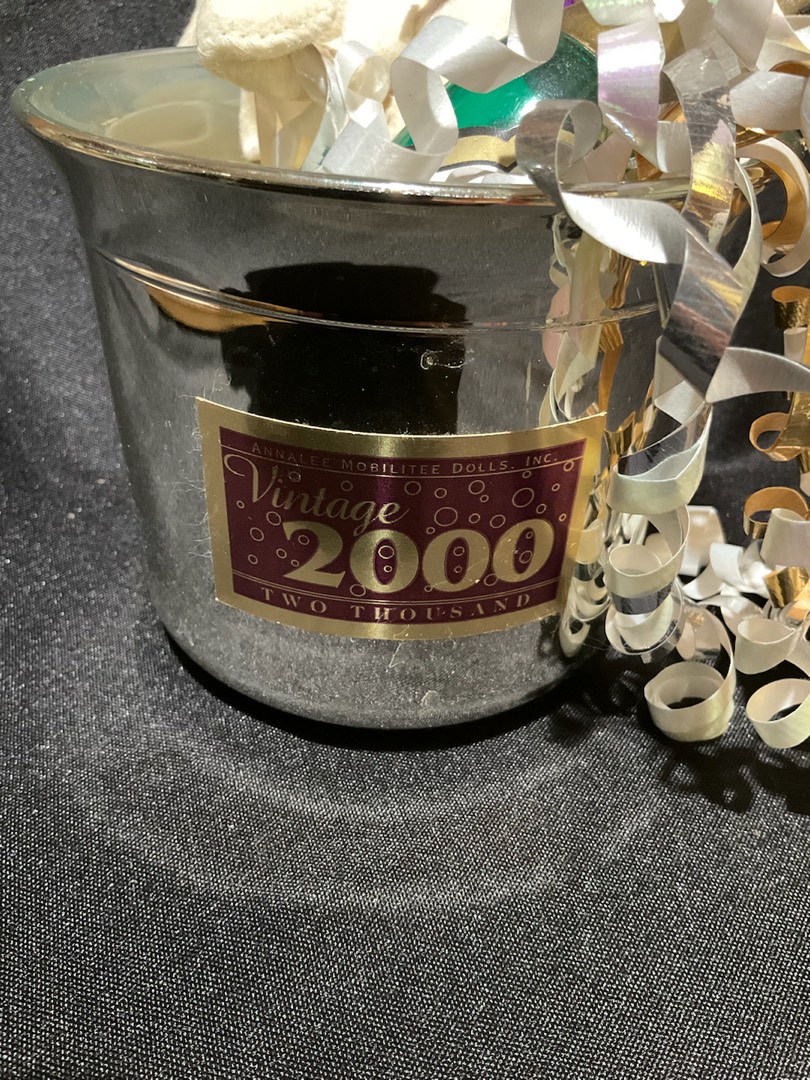 ANNALEE MOBILITEE DOLLS, INC.
Vintage
2000
TWO THOUSAND